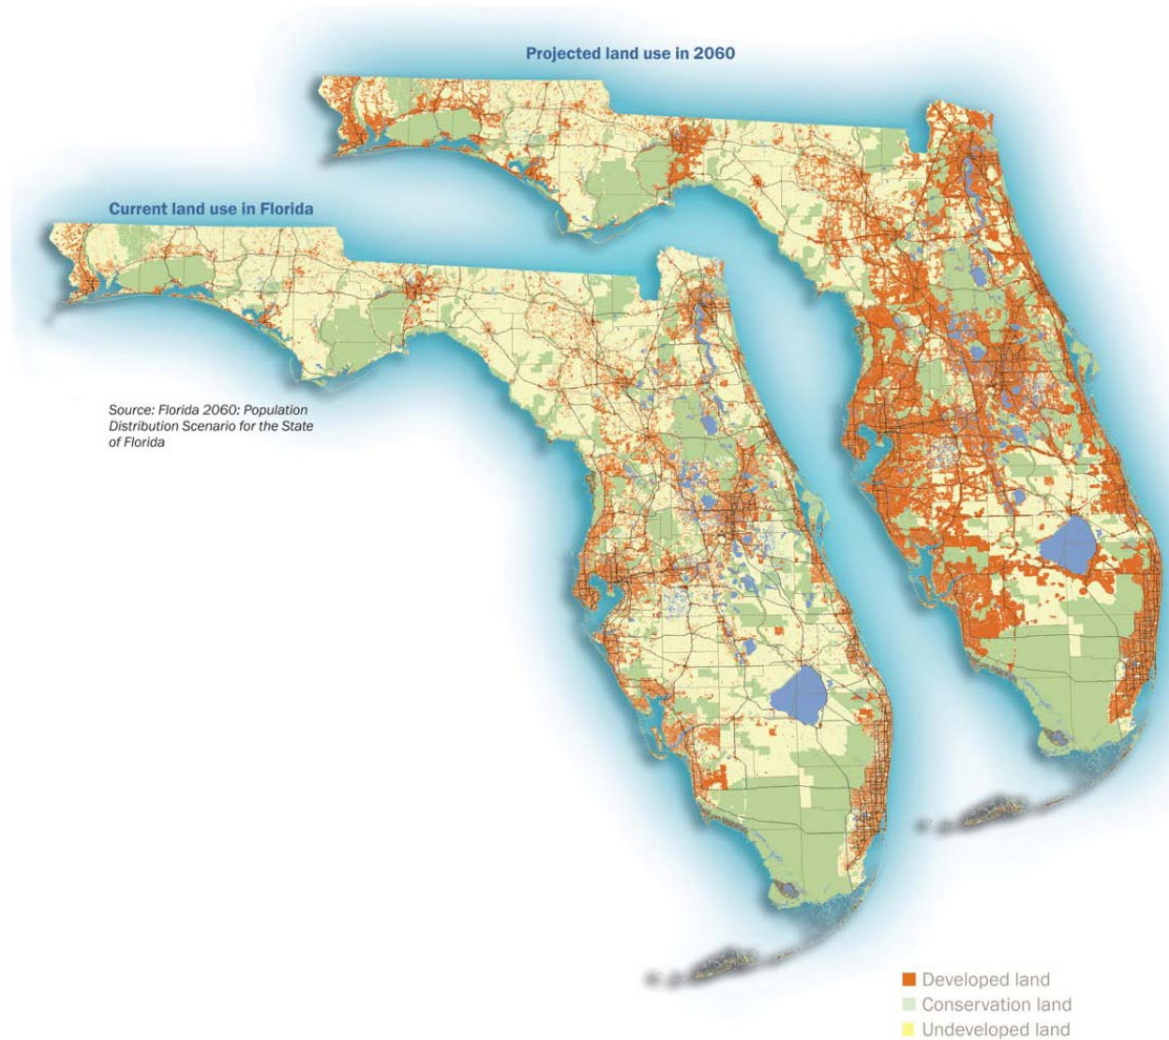 Projected land use in 2060
Current land use in Florida
Source: Florida 2060: Population
Distribution Scenario for the State
of Florida
Developed land
Conservation land
Undeveloped land